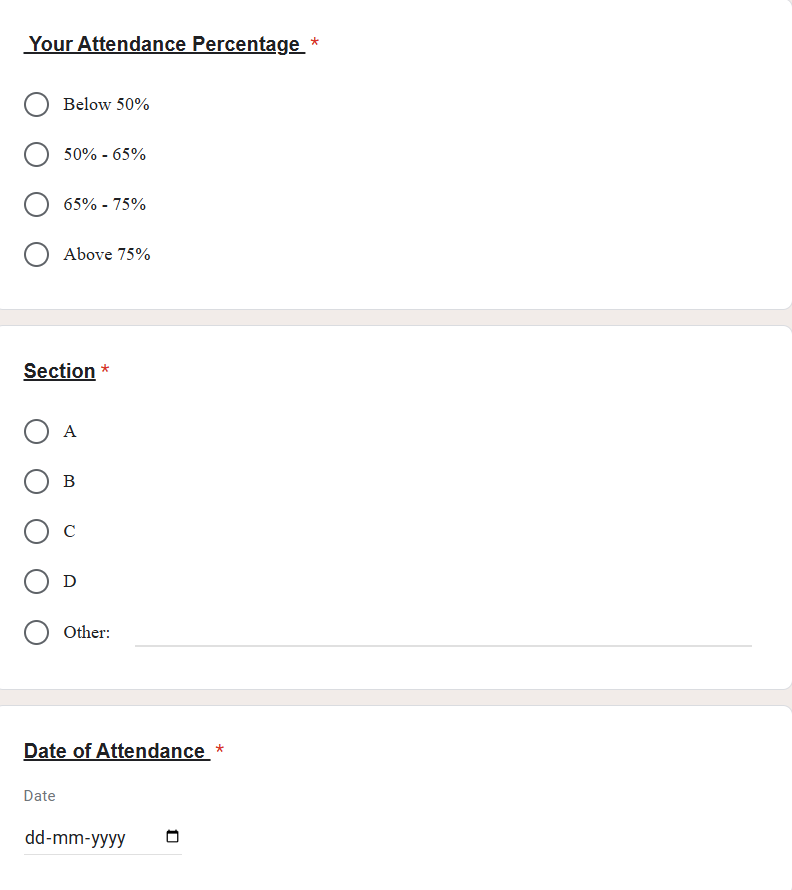 Your Attendance Percentage *
Below 50%
50% - 65%
65% - 75%
Above 75%
Section *
A
B
C
D
Other:
Date of Attendance *
Date
dd-mm-yyyy